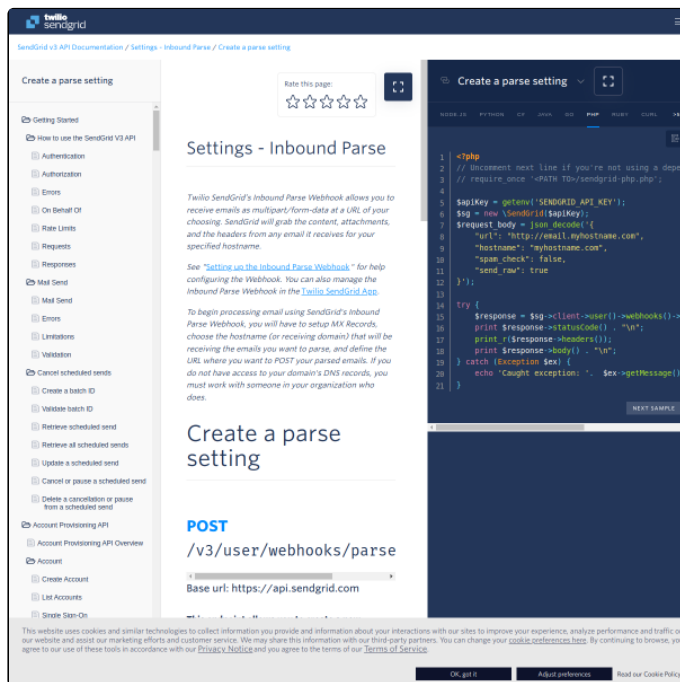 twilio
sendgrid
SendGrid v3 API Documentation / Settings - Inbound Parse / Create a parse setting
Create a parse setting
Getting Started
How to use the SendGrid V3 API
Authentication
Authorization
Errors
On Behalf Of
Rate Limits
Requests
Responses
Mail Send
Mail Send
Errors
Limitations
Validation
Cancel scheduled sends
Create a batch ID
Validate batch ID
Retrieve scheduled send
Retrieve all scheduled sends
Update a scheduled send
Cancel or pause a scheduled send
Delete a cancellation or pause
from a scheduled send
Account Provisioning API
Account Provisioning API Overview
Account
Create Account
List Accounts
Single Sign-On
Rate this page:
Settings - Inbound Parse
Twilio SendGrid's Inbound Parse Webhook allows you to
receive emails as multipart/form-data at a URL of your
choosing. SendGrid will grab the content, attachments,
and the headers from any email it receives for your
specified hostname.
See "Setting up the Inbound Parse Webhook" for help
configuring the Webhook. You can also manage the
Inbound Parse Webhook in the Twilio SendGrid App.
To begin processing email using SendGrid's Inbound
Parse Webhook, you will have to setup MX Records,
choose the hostname (or receiving domain) that will be
receiving the emails you want to parse, and define the
URL where you want to POST your parsed emails. If you
do not have access to your domain's DNS records, you
must work with someone in your organization who
does.
Create a parse
setting
POST
/v3/user/webhooks/parse
Base url: https://api.sendgrid.com
Create a parse setting
NODE.JS PYTHON C# JAVA GO PHP RUBY CURL
1 <?php
2 // Uncomment next line if you're not using a depe
3 // require_once '<PATH TO>/sendgrid-php.php';
4
5 $apiKey = getenv('SENDGRID_API_KEY');
6 $sg = new \SendGrid($apiKey);
7 $request_body = json_decode('{
8 "url": "http://email.myhostname.com",
9 "hostname": "myhostname.com",
10 "spam_check": false,
11 "send_raw": true
12 }');
13
14 try {
15 $response = $sg->client->user()->webhooks()->
16 print $response->statusCode() . "\n";
17 print_r($response->headers());
18 print $response->body() . "\n";
19 } catch (Exception $ex) {
20 echo 'Caught exception: '. $ex->getMessage()
21 }
NEXT SAMPLE
This website uses cookies and similar technologies to collect information you provide and information about your interactions with our sites to improve your experience, analyze performance and traffic on
our website and assist our marketing efforts and customer service. We may share this information with our third-party partners. You can change your cookie preferences here. By continuing to browse, you
agree to our use of these tools in accordance with our Privacy Notice and you agree to the terms of our Terms of Service.
OK, got it
Adjust preferences
Read our Cookie Policy